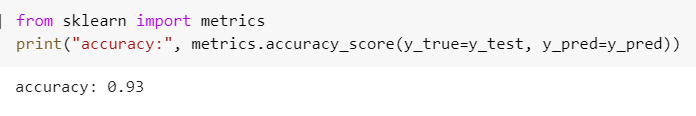 from sklearn import metrics
print("accuracy:", metrics.accuracy_score(y_true=y_test, y_pred=y_pred))
accuracy: 0.93